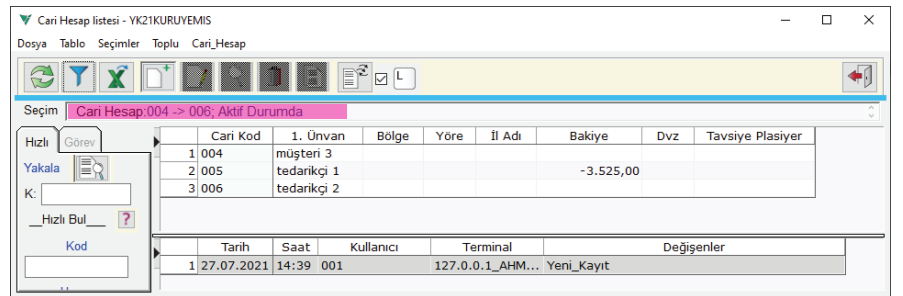 Cari Hesap listesi - YK21KURUYEMIS
Dosya Tablo Seçimler Toplu Cari_Hesap
L
Seçim Cari Hesap:004 -> 006; Aktif Durumda
Hızlı Görev
Yakala
K:
__Hızlı Bul___ ?
Kod
Cari Kod 1. Ünvan Bölge Yöre İl Adı Bakiye Dvz Tavsiye Plasiyer
1 004 müşteri 3
2 005 tedarikçi 1 -3.525,00
3 006 tedarikçi 2
Tarih Saat Kullanıcı Terminal Değişenler
1 27.07.2021 14:39 001 127.0.0.1_AHM... Yeni_Kayıt